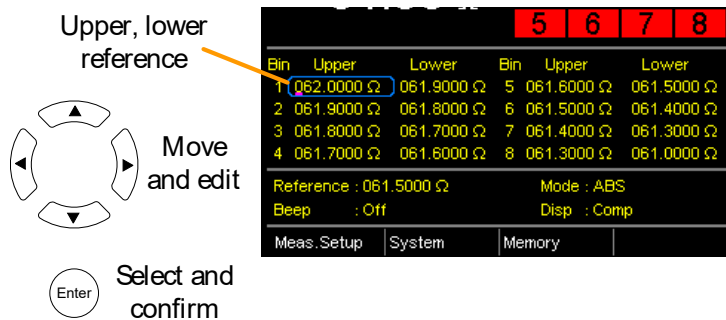 Upper, lower
reference
5 6 7 8
Bin Upper Lower Bin Upper Lower
1 062.0000 Ω 061.9000 Ω 5 061.6000 Ω 061.5000 Ω
2 061.9000 Ω 061.8000 Ω 6 061.5000 Ω 061.4000 Ω
3 061.8000 Ω 061.7000 Ω 7 061.4000 Ω 061.3000 Ω
4 061.7000 Ω 061.6000 Ω 8 061.3000 Ω 061.0000 Ω
Move
and edit
Reference : 061.5000 Ω Mode : ABS
Beep : Off Disp : Comp
Meas.Setup System Memory
Enter
Select and
confirm